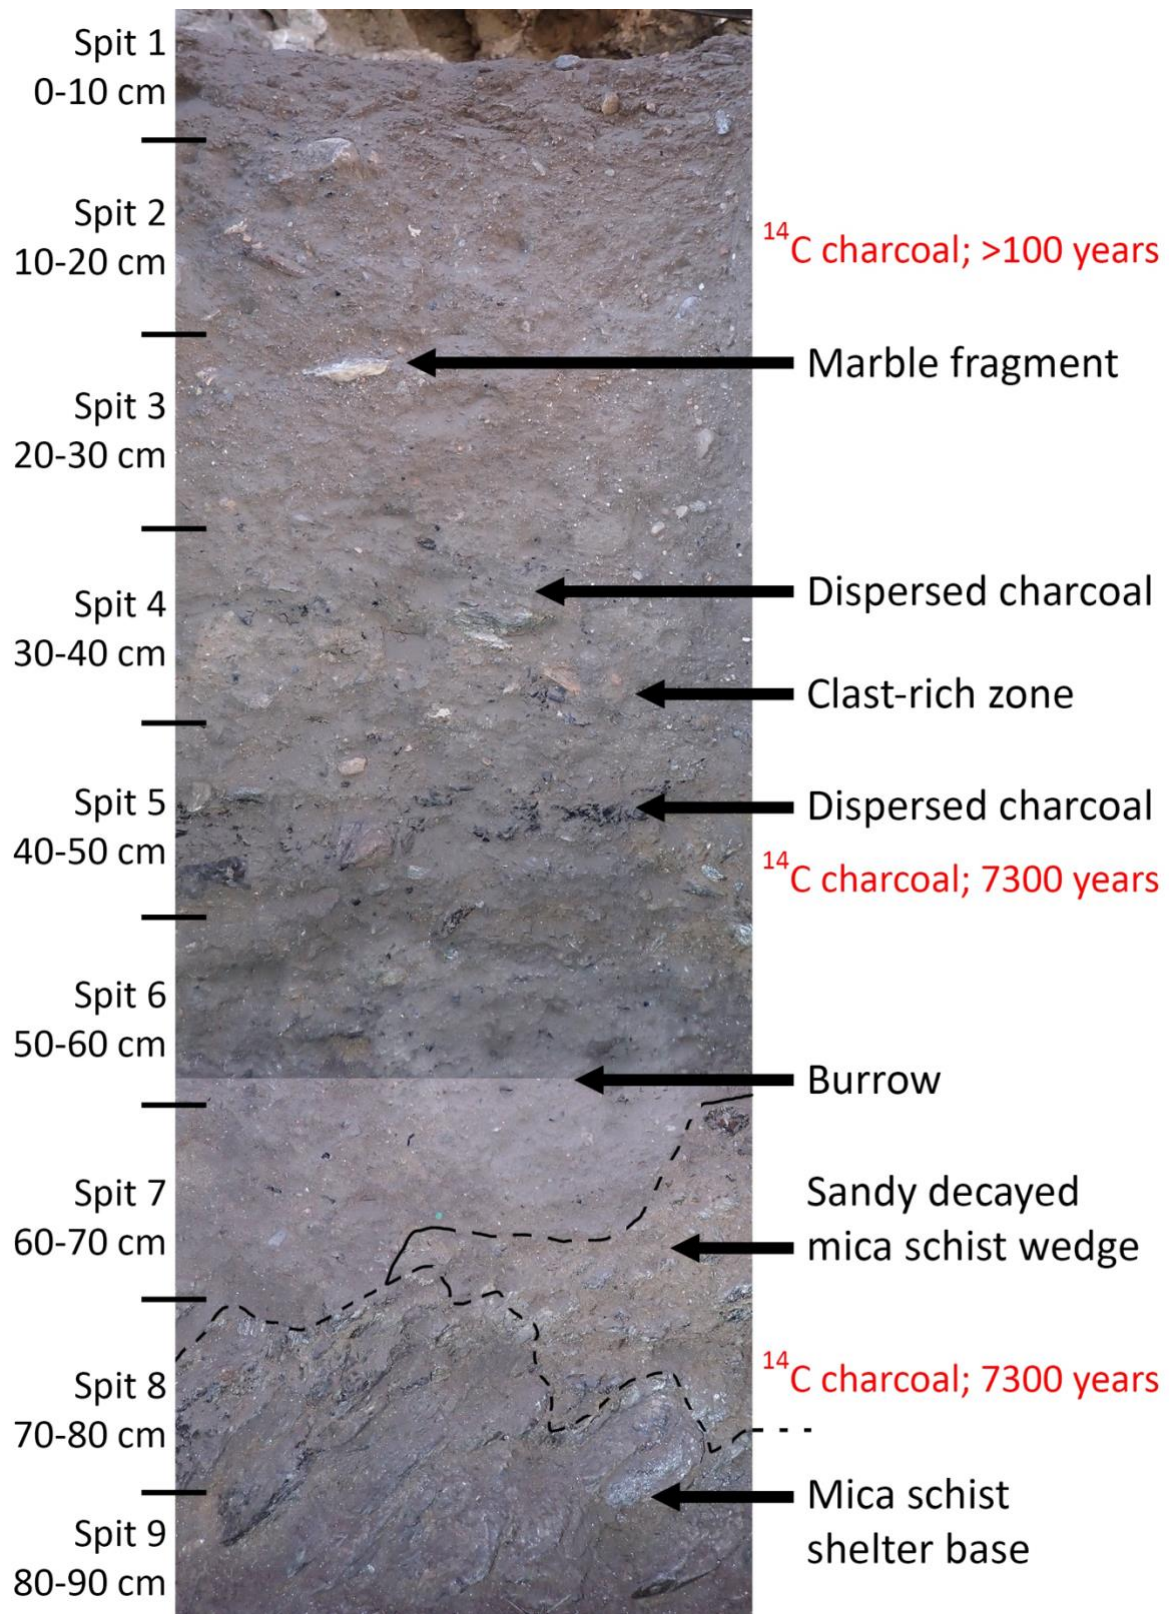 Spit 1
0-10 cm
Spit 2
10-20 cm
¹⁴C charcoal; >100 years
Marble fragment
Spit 3
20-30 cm
Dispersed charcoal
Spit 4
30-40 cm
Clast-rich zone
Spit 5
40-50 cm
Dispersed charcoal
¹⁴C charcoal; 7300 years
Spit 6
50-60 cm
Burrow
Spit 7
60-70 cm
Sandy decayed
mica schist wedge
Spit 8
70-80 cm
¹⁴C charcoal; 7300 years
Mica schist
shelter base
Spit 9
80-90 cm